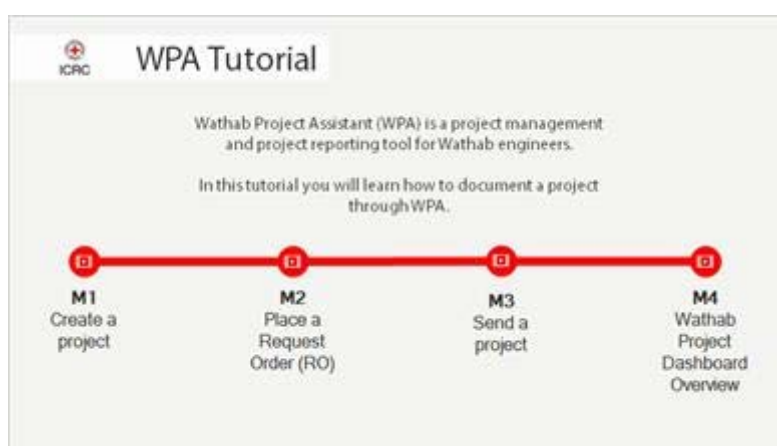 ICRC
WPA Tutorial
Wathab Project Assistant (WPA) is a project management
and project reporting tool for Wathab engineers.
In this tutorial you will learn how to document a project
through WPA.
M1
Create a
project
M2
Place a
Request
Order (RO)
M3
Send a
project
M4
Wathab
Project
Dashboard
Overview